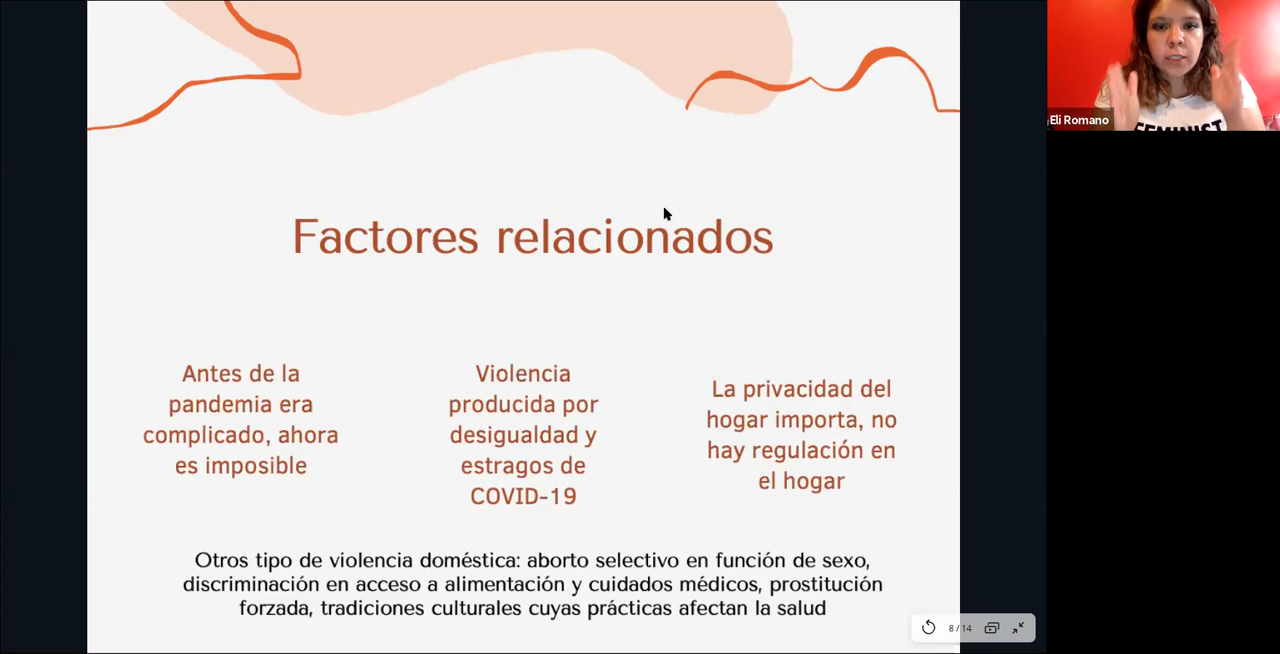 Eli Romano
FEMINIST
Factores relacionados
Antes de la
pandemia era
complicado, ahora
es imposible
Violencia
producida por
desigualdad y
estragos de
COVID-19
La privacidad del
hogar importa, no
hay regulación en
el hogar
Otros tipo de violencia doméstica: aborto selectivo en función de sexo,
discriminación en acceso a alimentación y cuidados médicos, prostitución
forzada, tradiciones culturales cuyas prácticas afectan la salud
8 / 14